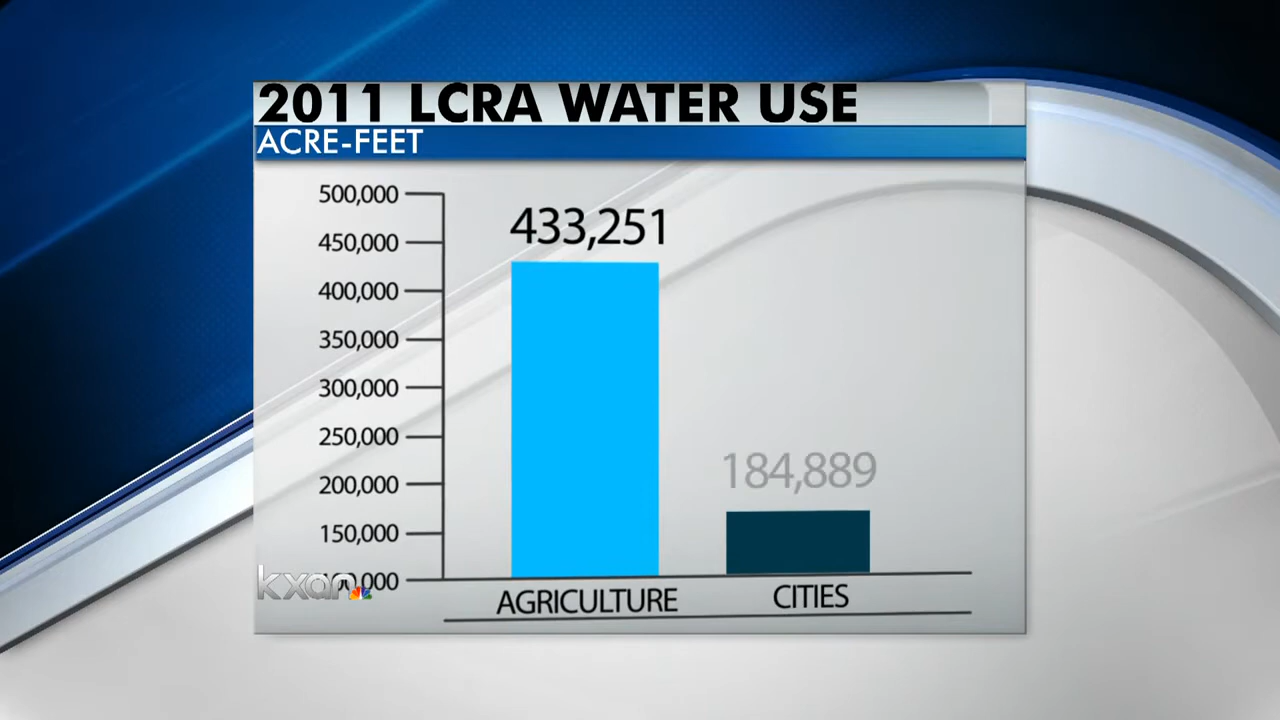 2011 LCRA WATER USE
ACRE-FEET
500,000
450,000
400,000
350,000
300,000
250,000
200,000
150,000
433,251
184,889
kxan
AGRICULTURE
CITIES